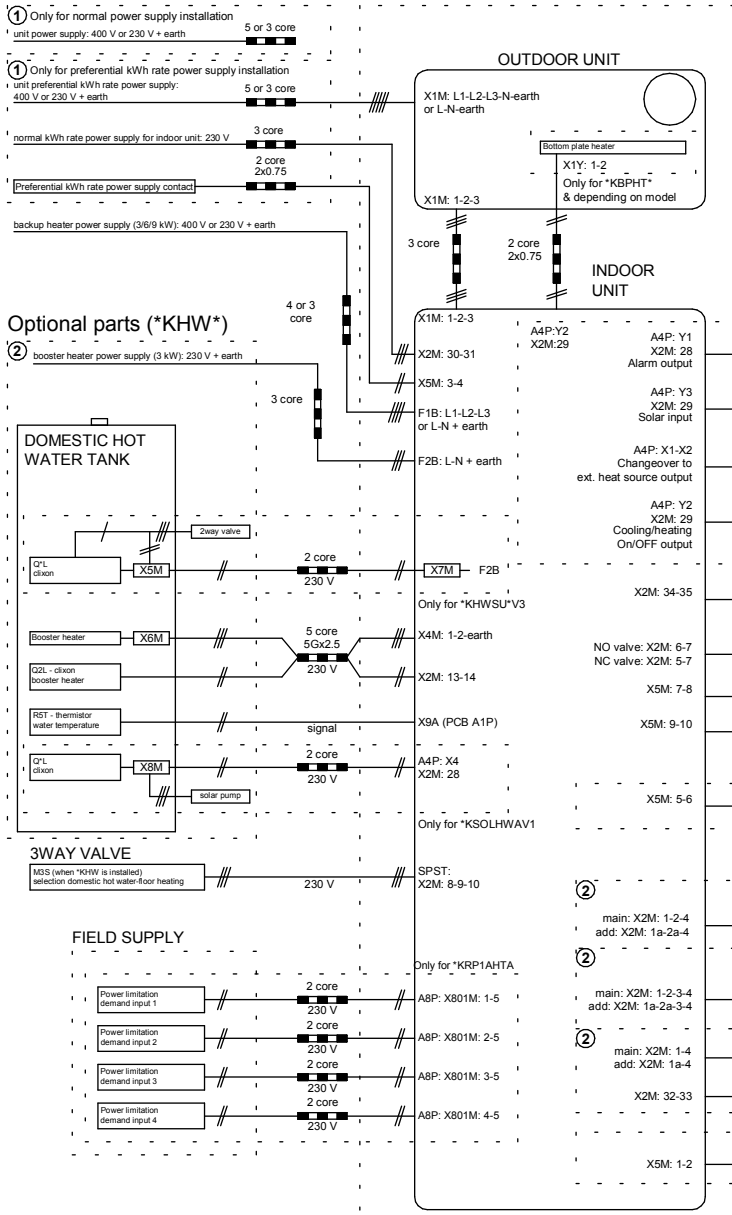 1 Only for normal power supply installation
unit power supply: 400 V or 230 V + earth
5 or 3 core
1 Only for preferential kWh rate power supply installation
unit preferential kWh rate power supply:
400 V or 230 V + earth
5 or 3 core
normal kWh rate power supply for indoor unit: 230 V
3 core
2 core
2x0.75
Preferential kWh rate power supply contact
backup heater power supply (3/6/9 kW): 400 V or 230 V + earth
4 or 3
core
OUTDOOR UNIT
X1M: L1-L2-L3-N-earth
or L-N-earth
Bottom plate heater
X1Y: 1-2
Only for *KBPHT*
& depending on model
X1M: 1-2-3
3 core
2 core
2x0.75
INDOOR
UNIT
Optional parts (*KHW*)
2 booster heater power supply (3 kW): 230 V + earth
3 core
X1M: 1-2-3
X2M: 30-31
X5M: 3-4
F1B: L1-L2-L3
or L-N + earth
F2B: L-N + earth
A4P:Y2
X2M:29
A4P: Y1
X2M: 28
Alarm output
A4P: Y3
X2M: 29
Solar input
A4P: X1-X2
Changeover to
ext. heat source output
A4P: Y2
X2M: 29
Cooling/heating
On/OFF output
DOMESTIC HOT
WATER TANK
2way valve
Q*L
clixon
X5M
2 core
230 V
X7M
F2B
Only for *KHWSU*V3
X2M: 34-35
Booster heater
X6M
5 core
5Gx2.5
230 V
X4M: 1-2-earth
NO valve: X2M: 6-7
NC valve: X2M: 5-7
Q2L - clixon
booster heater
X2M: 13-14
X5M: 7-8
R5T - thermistor
water temperature
signal
X9A (PCB A1P)
X5M: 9-10
Q*L
clixon
X8M
2 core
230 V
A4P: X4
X2M: 28
solar pump
X5M: 5-6
Only for *KSOLHWAV1
3WAY VALVE
M3S (when *KHW is installed)
selection domestic hot water-floor heating
230 V
SPST:
X2M: 8-9-10
2
main: X2M: 1-2-4
add: X2M: 1a-2a-4
FIELD SUPPLY
Only for *KRP1AHTA
2
Power limitation
demand input 1
2 core
230 V
A8P: X801M: 1-5
main: X2M: 1-2-3-4
add: X2M: 1a-2a-3-4
Power limitation
demand input 2
2 core
230 V
A8P: X801M: 2-5
2
main: X2M: 1-4
add: X2M: 1a-4
Power limitation
demand input 3
2 core
230 V
A8P: X801M: 3-5
X2M: 32-33
Power limitation
demand input 4
2 core
230 V
A8P: X801M: 4-5
X5M: 1-2